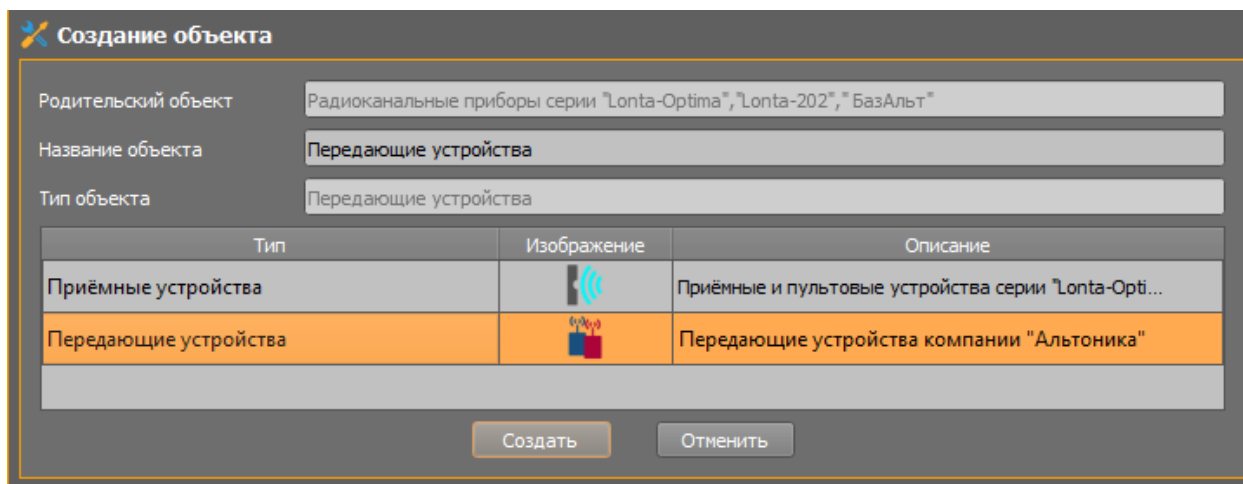 Создание объекта
Родительский объект Радиоканальные приборы серии "Lonta-Optima","Lonta-202"," БазАльт"
Название объекта Передающие устройства
Тип объекта Передающие устройства
Тип Изображение Описание
Приёмные устройства Приёмные и пультовые устройства серии "Lonta-Opti...
Передающие устройства Передающие устройства компании "Альтоника"
Создать Отменить